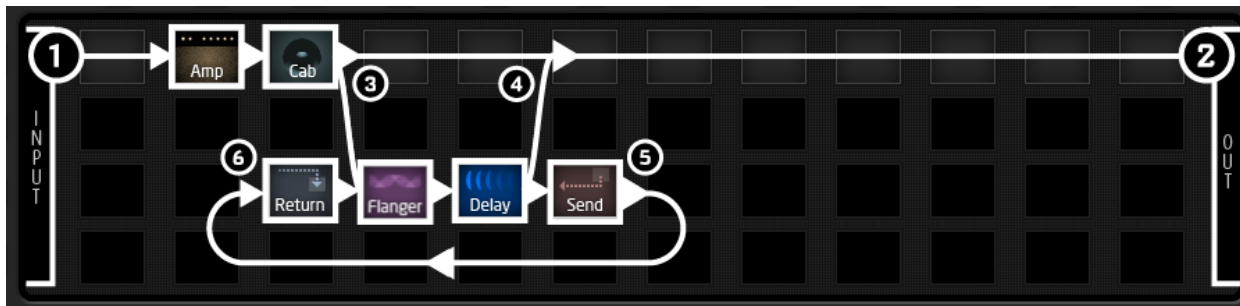 1
Amp
Cab
3
4
2
INPUT
6
Return
Flanger
Delay
Send
5
OUT